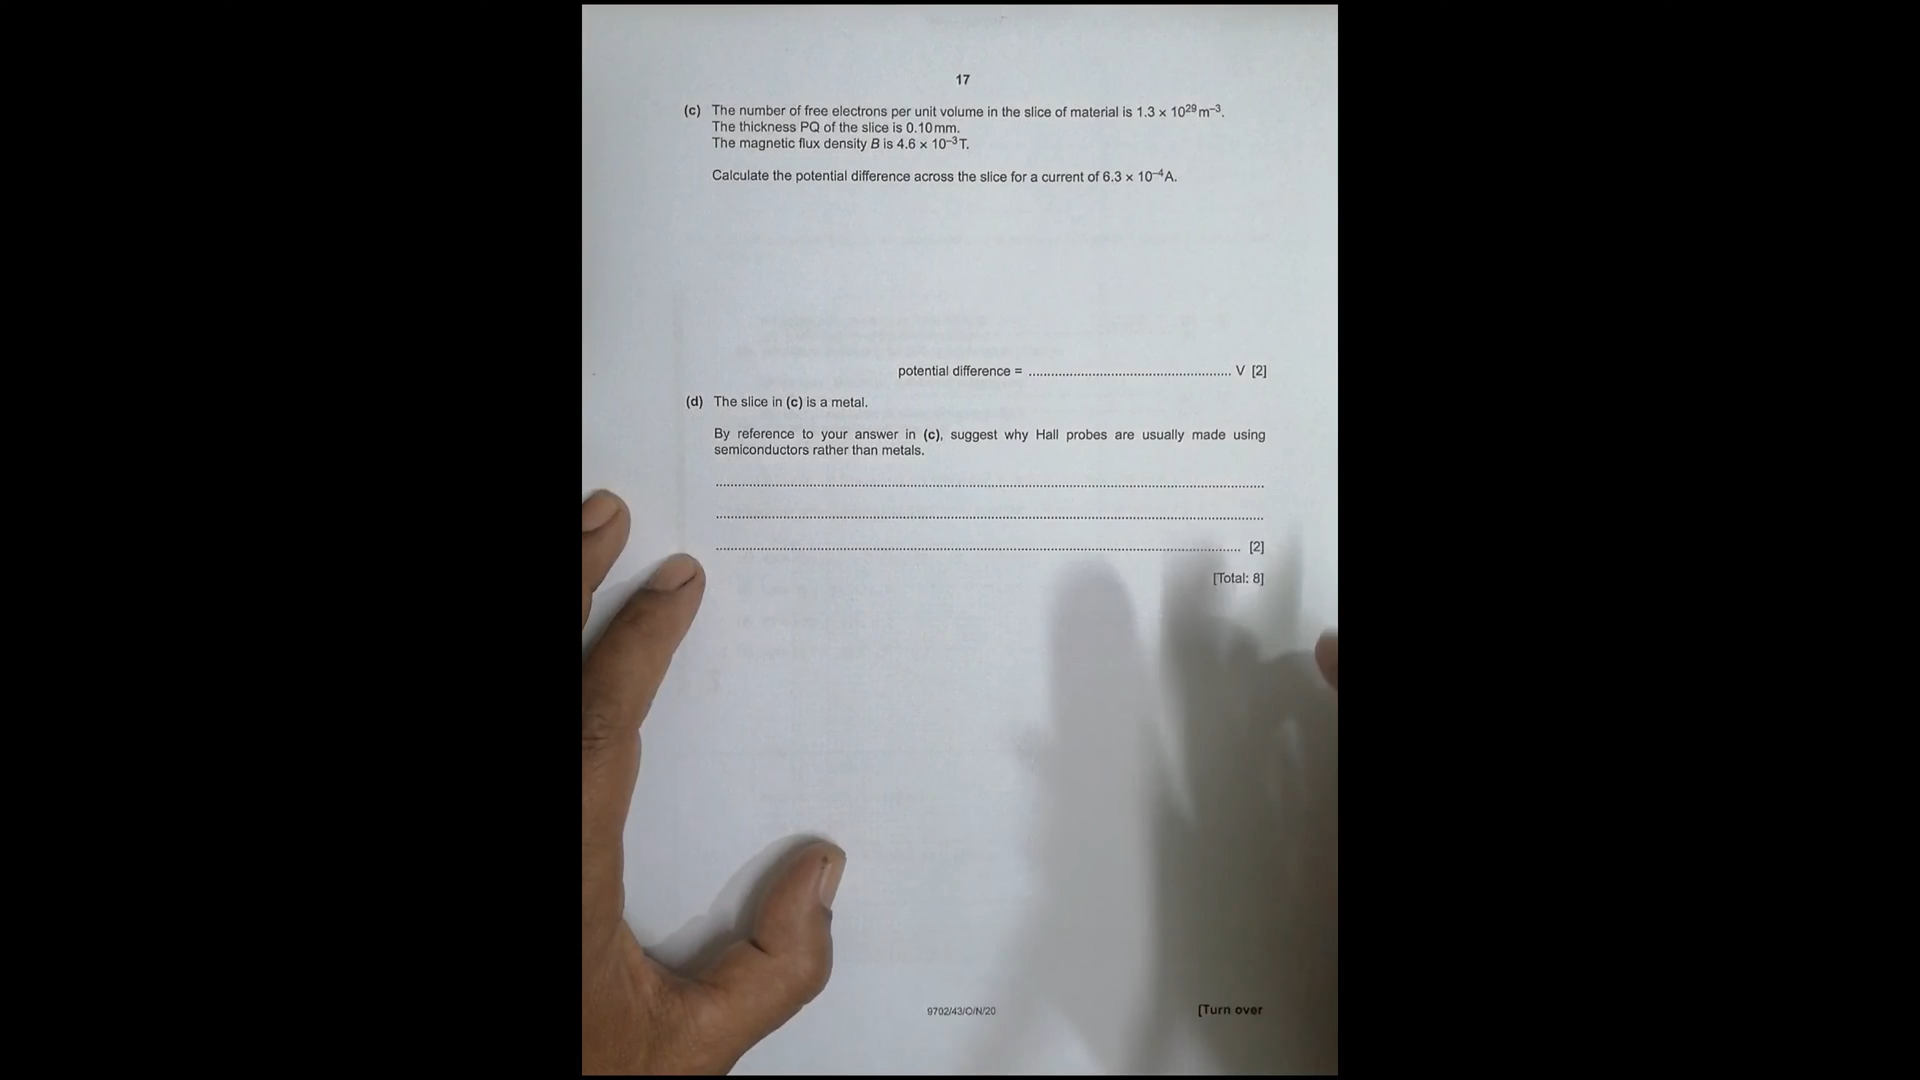 17
(c) The number of free electrons per unit volume in the slice of material is 1.3 × 10²⁹ m⁻³.
The thickness PQ of the slice is 0.10 mm.
The magnetic flux density B is 4.6 × 10⁻³ T.
Calculate the potential difference across the slice for a current of 6.3 × 10⁻⁴ A.
potential difference = ...................................................... V [2]
(d) The slice in (c) is a metal.
By reference to your answer in (c), suggest why Hall probes are usually made using
semiconductors rather than metals.
[2]
[Total: 8]
9702/43/O/N/20
[Turn over